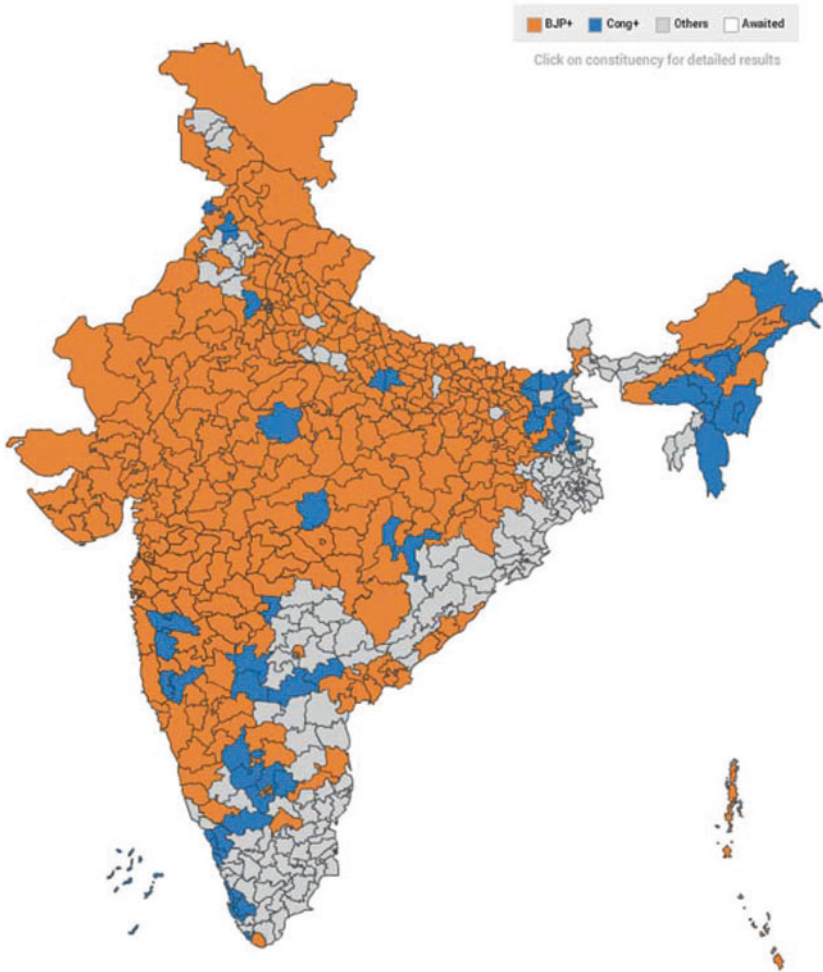 BJP+ Cong+ Others Awaited
Click on constituency for detailed results